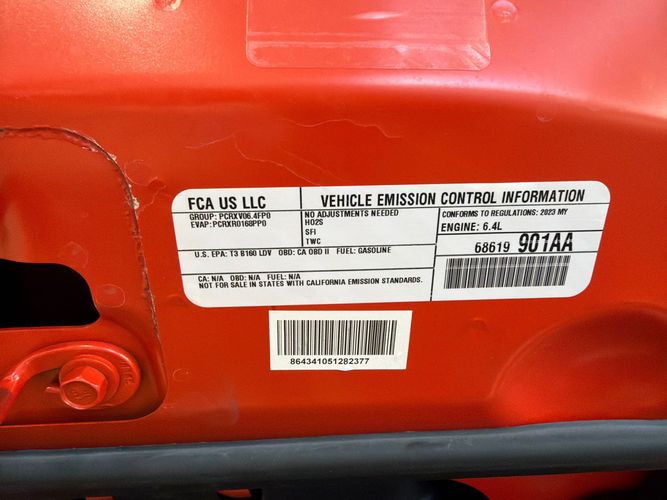 FCA US LLC
VEHICLE EMISSION CONTROL INFORMATION
GROUP: PCRXV06.4FP0
EVAP: PCRXR0168PP0
NO ADJUSTMENTS NEEDED
HO2S
SFI
TWC
CONFORMS TO REGULATIONS: 2023 MY
ENGINE: 6.4L
68619 901AA
U.S. EPA: T3 B160 LDV OBD: CA OBD II FUEL: GASOLINE
CA: N/A OBD: N/A FUEL: N/A
NOT FOR SALE IN STATES WITH CALIFORNIA EMISSION STANDARDS.
864341051282377